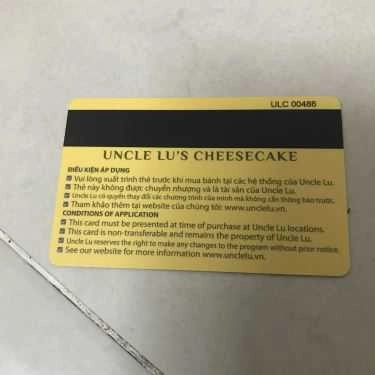 ULC 00486
UNCLE LU'S CHEESECAKE
ĐIỀU KIỆN ÁP DỤNG
Vui lòng xuất trình thẻ trước khi mua bánh tại các hệ thống của Uncle Lu.
Thẻ này không được chuyển nhượng và là tài sản của Uncle Lu.
Uncle Lu có quyền thay đổi các chương trình của mình mà không cần thông báo trước.
Tham khảo thêm tại website của chúng tôi: www.unclelu.vn.
CONDITIONS OF APPLICATION
This card must be presented at time of purchase at Uncle Lu locations.
This card is non-transferable and remains the property of Uncle Lu.
Uncle Lu reserves the right to make any changes to the program without prior notice.
See our website for more information www.unclelu.vn.